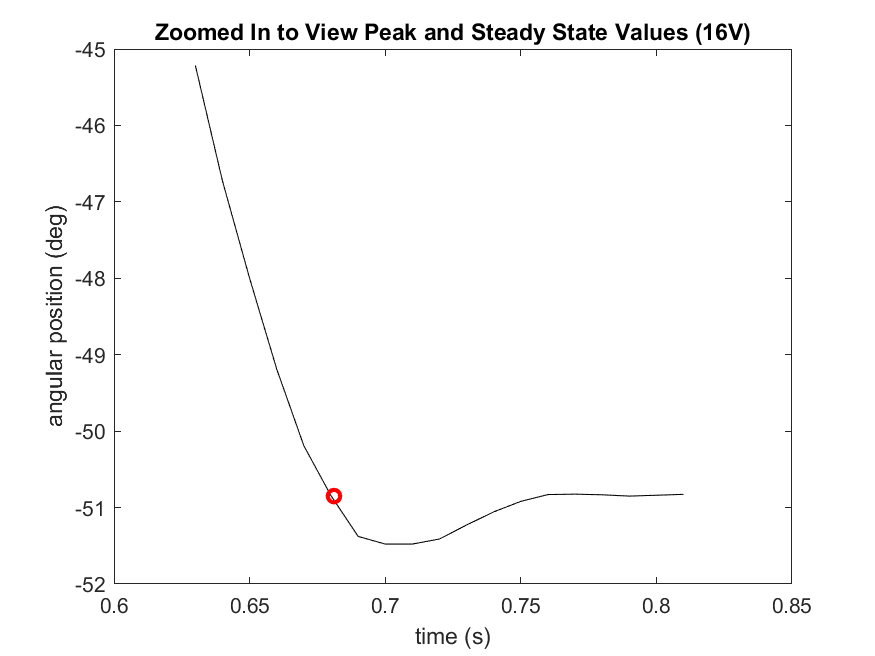 Zoomed In to View Peak and Steady State Values (16V)
-45
-46
-47
-48
-49
-50
-51
-52
angular position (deg)
0.6 0.65 0.7 0.75 0.8 0.85
time (s)